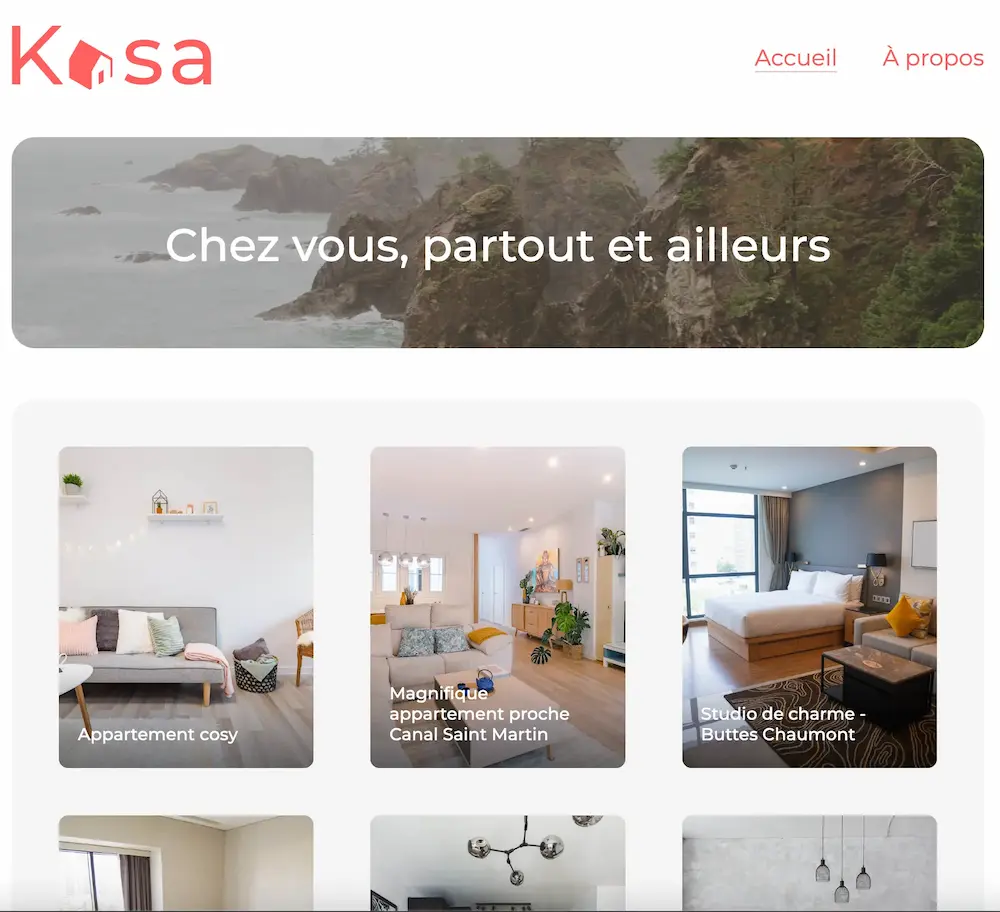 Kasa
Accueil
À propos
Chez vous, partout et ailleurs
Appartement cosy
Magnifique
appartement proche
Canal Saint Martin
Studio de charme -
Buttes Chaumont